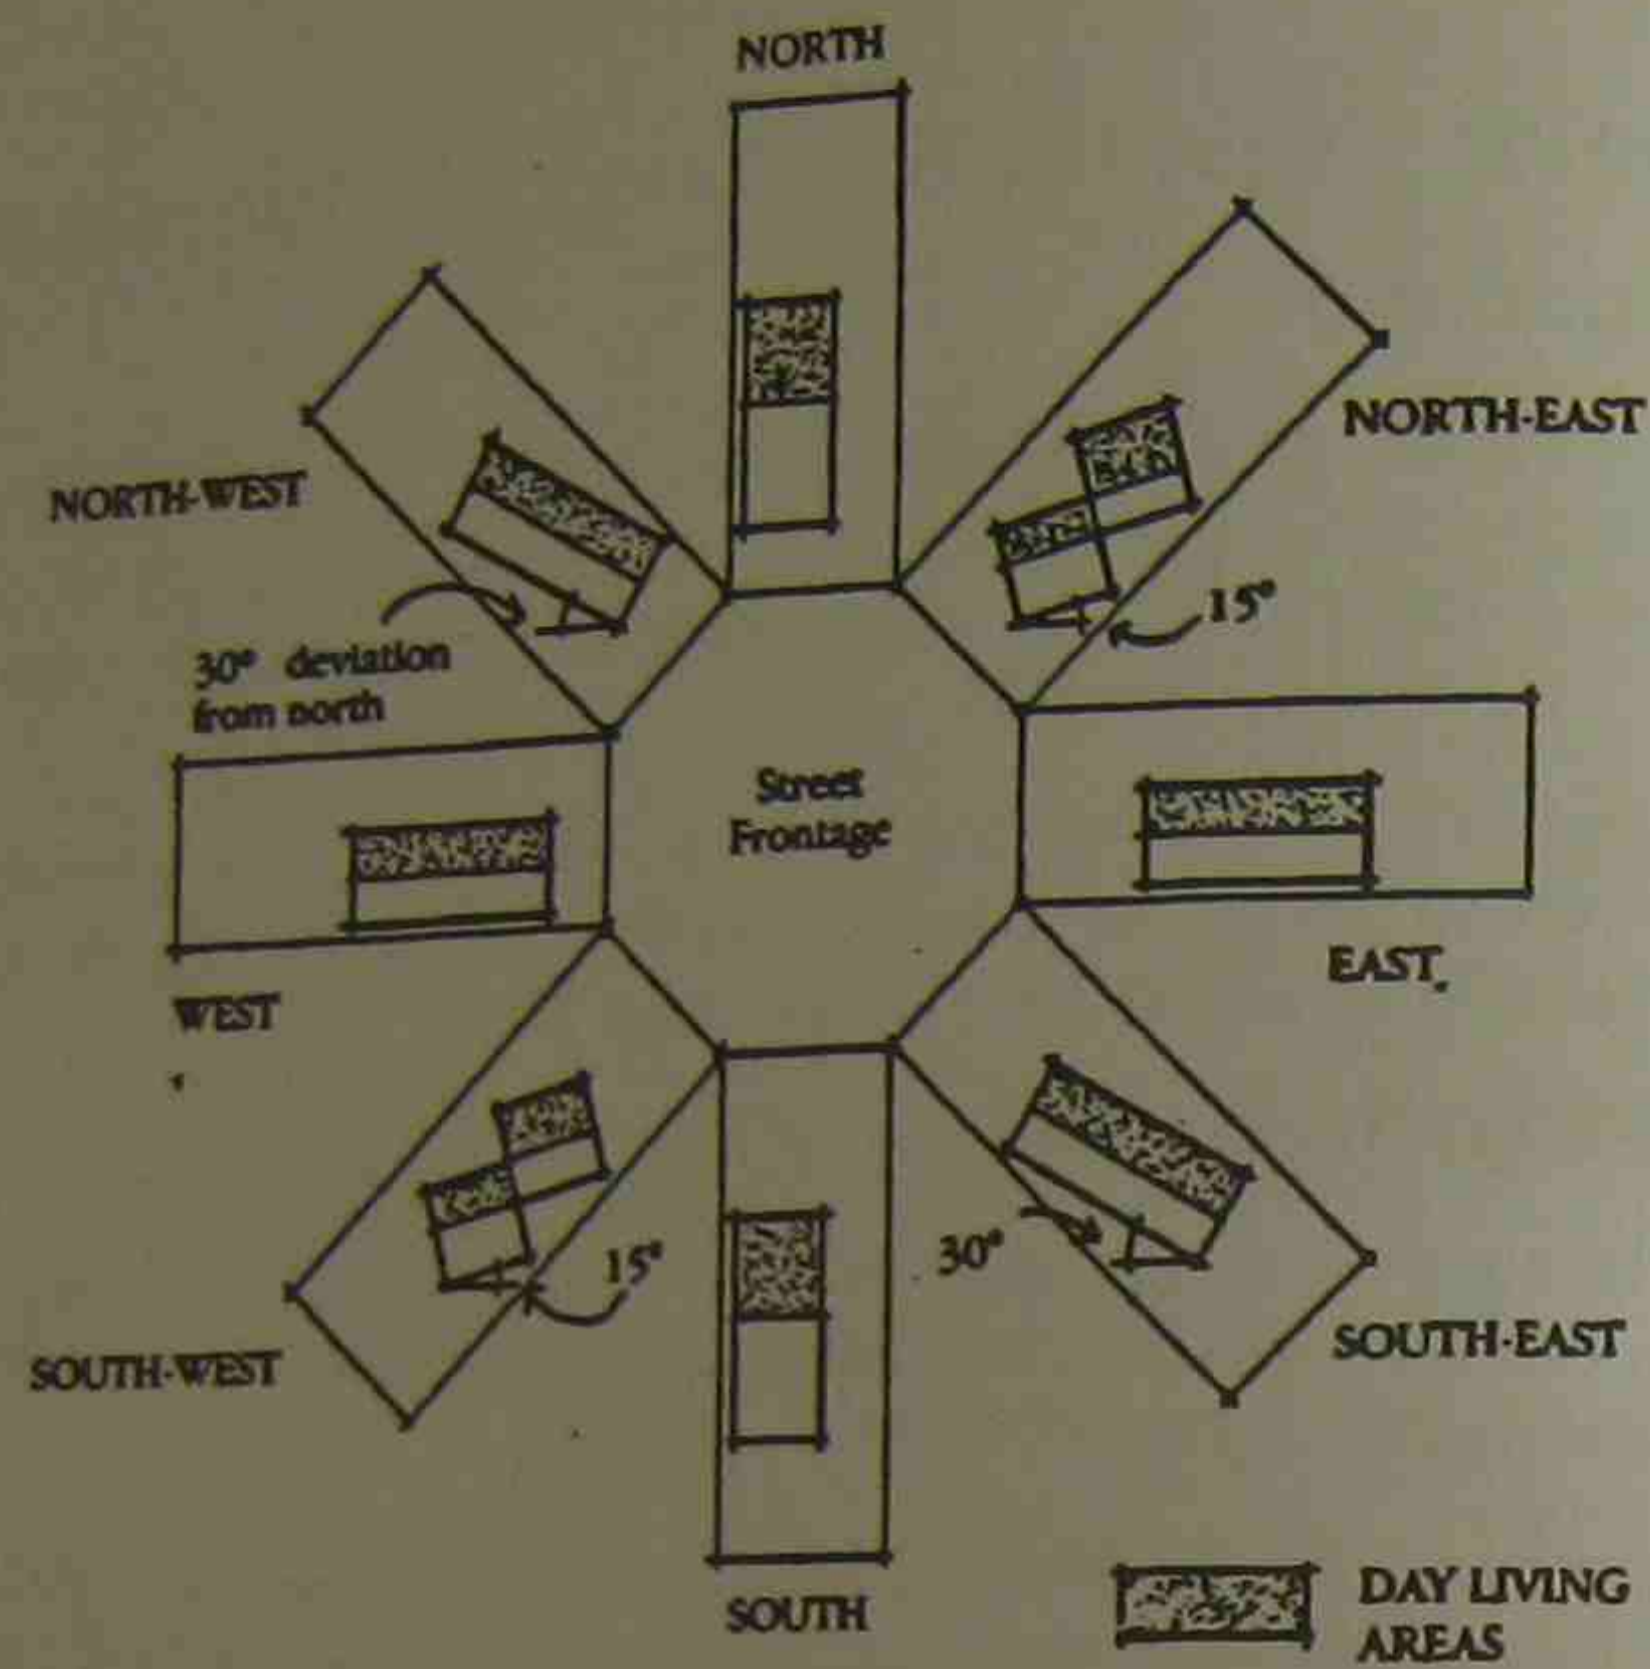 NORTH
NORTH-EAST
NORTH-WEST
15°
30° deviation
from north
Street
Frontage
EAST
WEST
15°
30°
SOUTH-EAST
SOUTH-WEST
SOUTH
DAY LIVING
AREAS